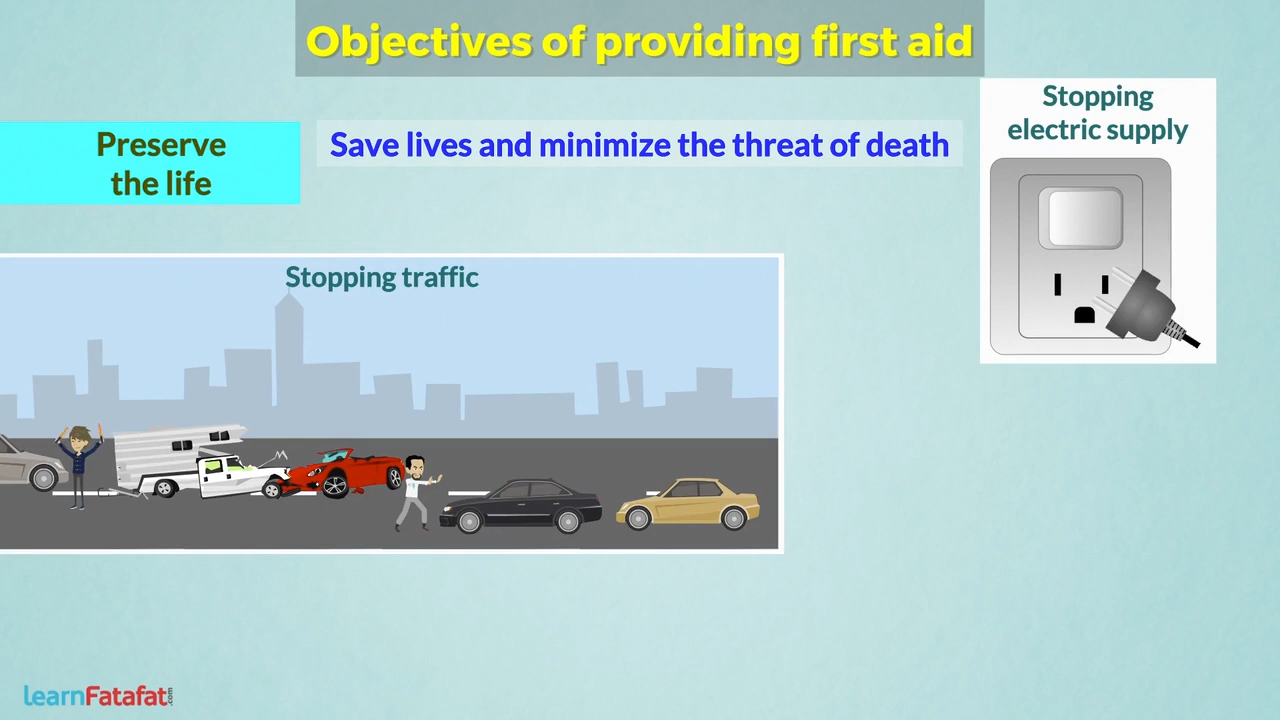 Objectives of providing first aid
Preserve
the life
Save lives and minimize the threat of death
Stopping
electric supply
Stopping traffic
learnFatafat.com